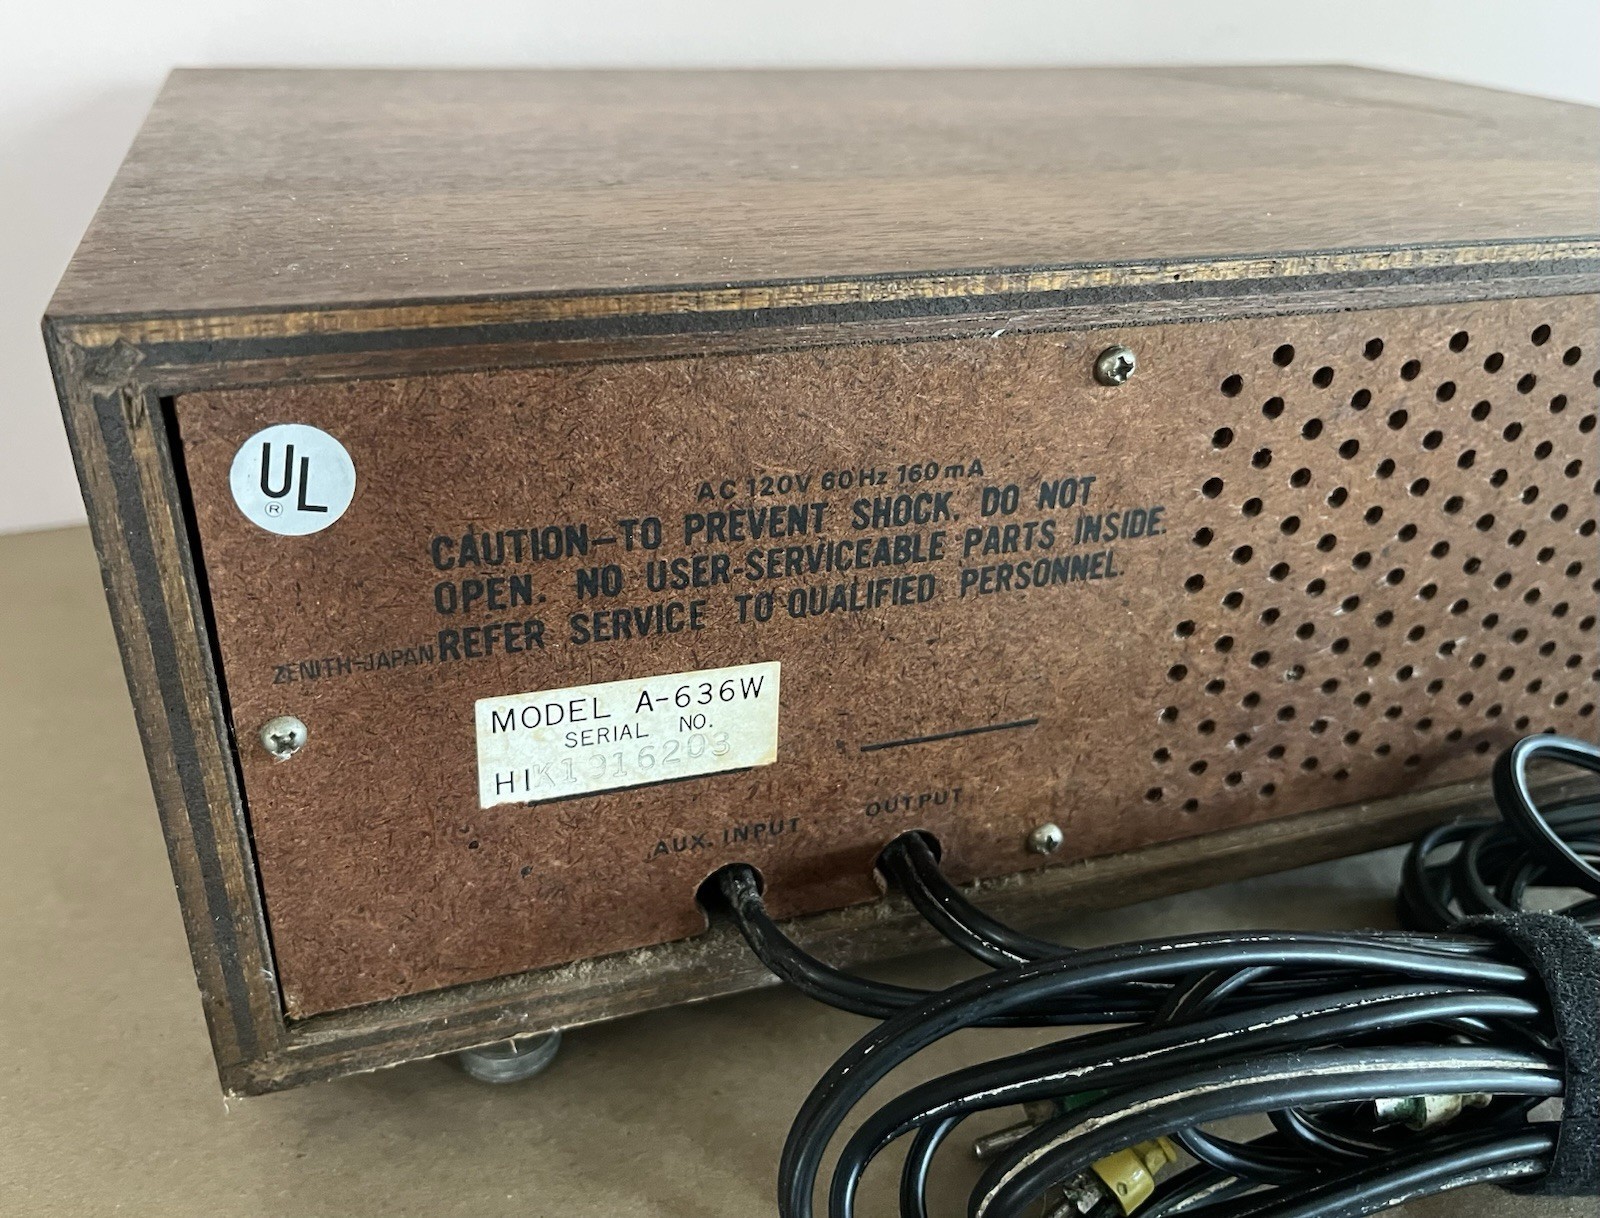 UL
®
AC 120V 60Hz 160mA
CAUTION—TO PREVENT SHOCK, DO NOT
OPEN. NO USER-SERVICEABLE PARTS INSIDE.
REFER SERVICE TO QUALIFIED PERSONNEL.
ZENITH-JAPAN
MODEL A-636W
SERIAL NO.
HIK1916203
AUX. INPUT
OUTPUT